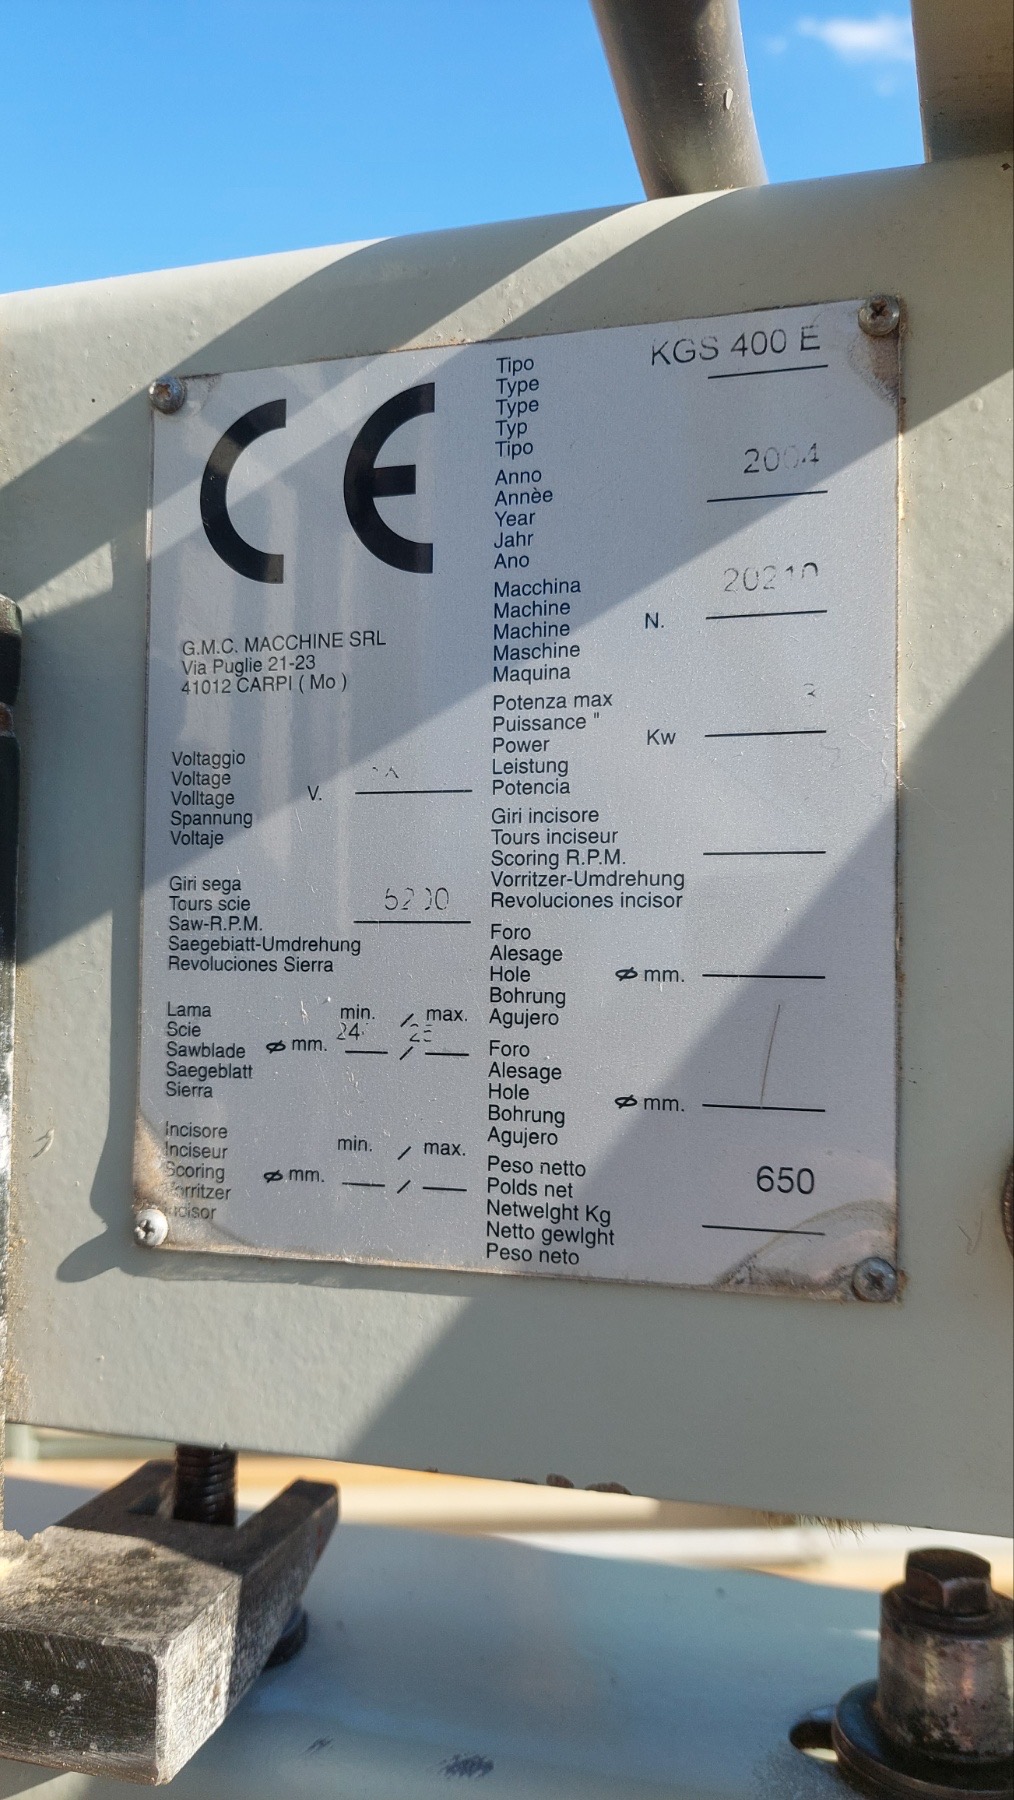 CE
G.M.C. MACCHINE SRL
Via Puglie 21-23
41012 CARPI ( Mo )
Voltaggio
Voltage
Volltage V.
Spannung
Voltaje
Giri sega
Tours scie
Saw-R.P.M.
Saegebiatt-Umdrehung
Revoluciones Sierra
Lama min. / max.
Scie
Sawblade ø mm. /
Saegeblatt
Sierra
Incisore
Inciseur min. / max.
Scoring ø mm. /
Vorritzer
Incisor
Tipo KGS 400 E
Type
Type
Typ
Tipo
Anno 2004
Annèe
Year
Jahr
Ano
Macchina 20210
Machine
Machine N.
Maschine
Maquina
Potenza max
Puissance "
Power Kw
Leistung
Potencia
Giri incisore
Tours inciseur
Scoring R.P.M.
Vorritzer-Umdrehung
Revoluciones incisor
Foro
Alesage
Hole ø mm.
Bohrung
Agujero
Foro
Alesage
Hole ø mm.
Bohrung
Agujero
Peso netto 650
Polds net
Netwelght Kg
Netto gewlght
Peso neto